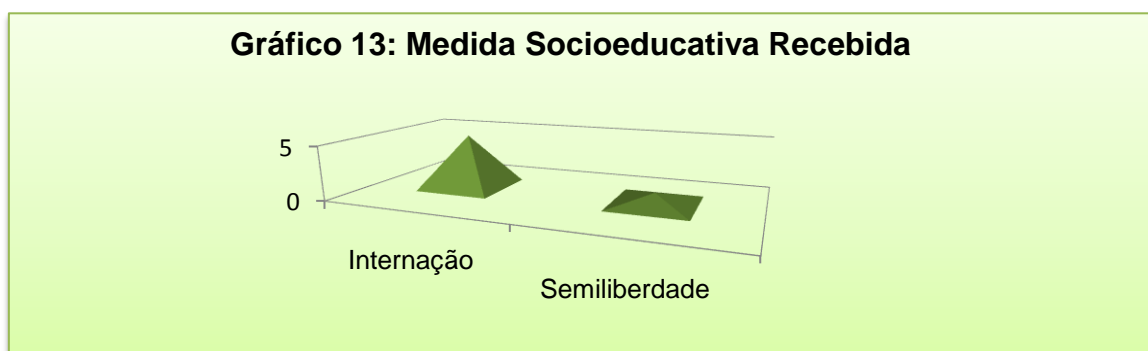 Gráfico 13: Medida Socioeducativa Recebida
5
0
Internação
Semiliberdade